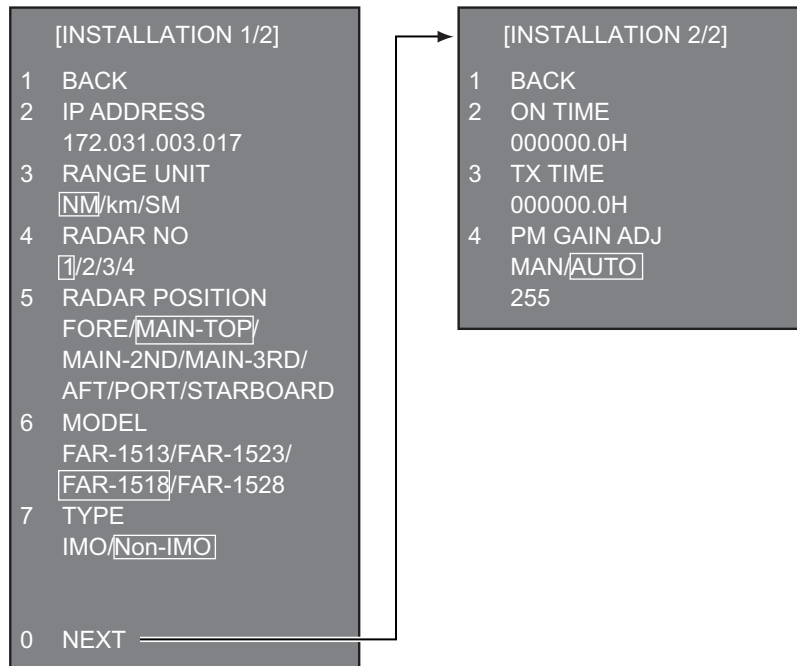 [INSTALLATION 1/2]
1 BACK
2 IP ADDRESS
172.031.003.017
3 RANGE UNIT
NM/km/SM
4 RADAR NO
1/2/3/4
5 RADAR POSITION
FORE/MAIN-TOP/
MAIN-2ND/MAIN-3RD/
AFT/PORT/STARBOARD
6 MODEL
FAR-1513/FAR-1523/
FAR-1518/FAR-1528
7 TYPE
IMO/Non-IMO
0 NEXT
[INSTALLATION 2/2]
1 BACK
2 ON TIME
000000.0H
3 TX TIME
000000.0H
4 PM GAIN ADJ
MAN/AUTO
255